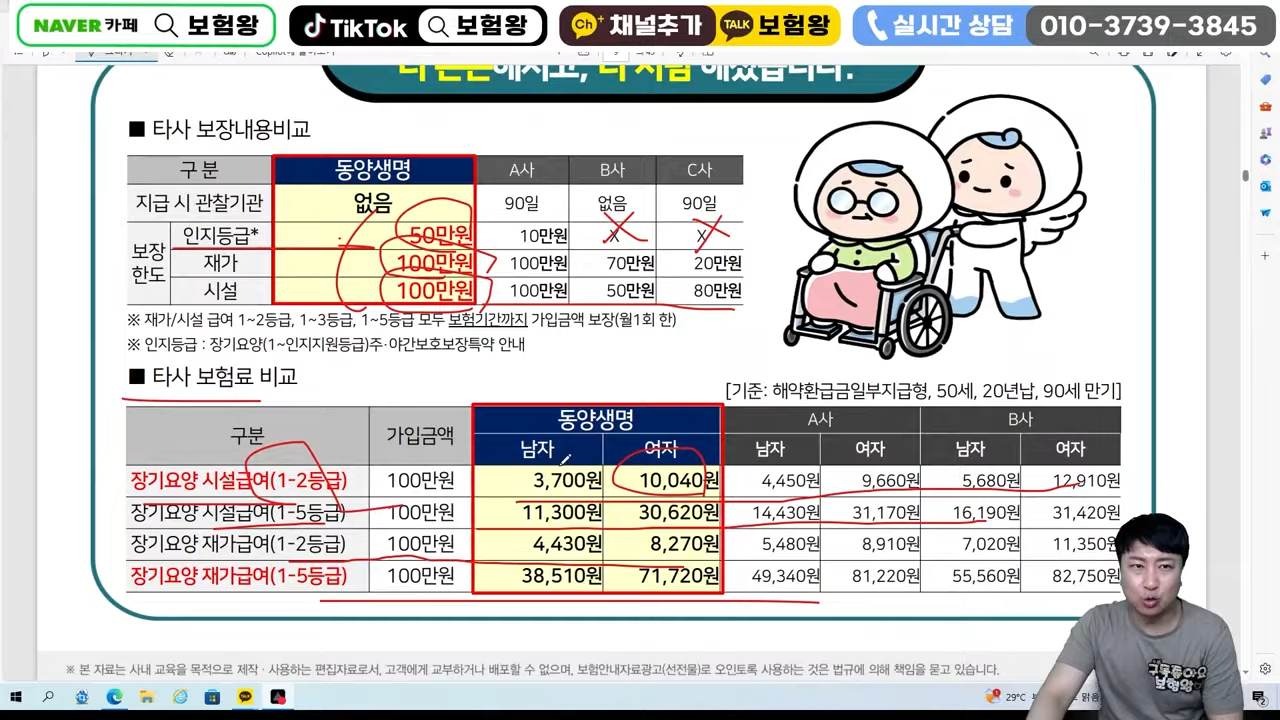 NAVER 카페 보험왕 TikTok 보험왕 Ch+ 채널추가 TALK 보험왕 실시간 상담 010-3739-3845
■ 타사 보장내용비교
구 분 동양생명 A사 B사 C사
지급 시 관찰기관 없음 90일 없음 90일
보장한도 인지등급* 50만원 10만원 X X
재가 100만원 100만원 70만원 20만원
시설 100만원 100만원 50만원 80만원
※ 재가/시설 급여 1~2등급, 1~3등급, 1~5등급 모두 보험기간까지 가입금액 보장(월1회 한)
※ 인지등급 : 장기요양(1~인지지원등급)주·야간보호보장특약 안내
■ 타사 보험료 비교
[기준: 해약환급금일부지급형, 50세, 20년납, 90세 만기]
구분 가입금액 동양생명 A사 B사
남자 여자 남자 여자 남자 여자
장기요양 시설급여(1-2등급) 100만원 3,700원 10,040원 4,450원 9,660원 5,680원 12,910원
장기요양 시설급여(1-5등급) 100만원 11,300원 30,620원 14,430원 31,170원 16,190원 31,420원
장기요양 재가급여(1-2등급) 100만원 4,430원 8,270원 5,480원 8,910원 7,020원 11,350원
장기요양 재가급여(1-5등급) 100만원 38,510원 71,720원 49,340원 81,220원 55,560원 82,750원
※ 본 자료는 사내 교육을 목적으로 제작·사용하는 편집자료로서, 고객에게 교부하거나 배포할 수 없으며, 보험안내자료광고(선전물)로 오인토록 사용하는 것은 법규에 의해 책임을 묻고 있습니다.
구독좋아요
보험왕
29°C